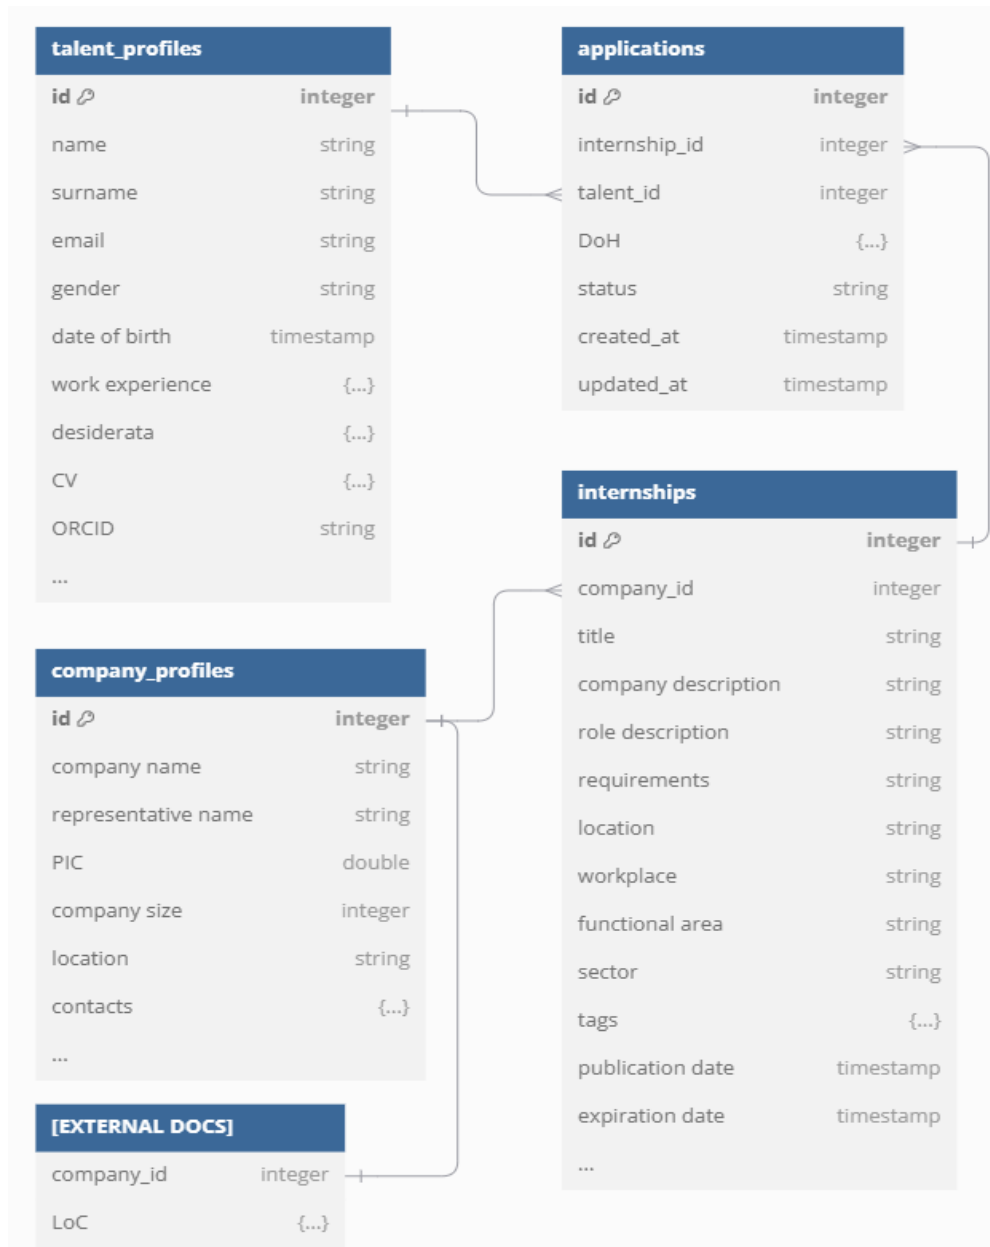 talent_profiles
id integer
name string
surname string
email string
gender string
date of birth timestamp
work experience {...}
desiderata {...}
CV {...}
ORCID string
...
applications
id integer
internship_id integer
talent_id integer
DoH {...}
status string
created_at timestamp
updated_at timestamp
internships
id integer
company_id integer
title string
company description string
role description string
requirements string
location string
workplace string
functional area string
sector string
tags {...}
publication date timestamp
expiration date timestamp
...
company_profiles
id integer
company name string
representative name string
PIC double
company size integer
location string
contacts {...}
...
[EXTERNAL DOCS]
company_id integer
LoC {...}